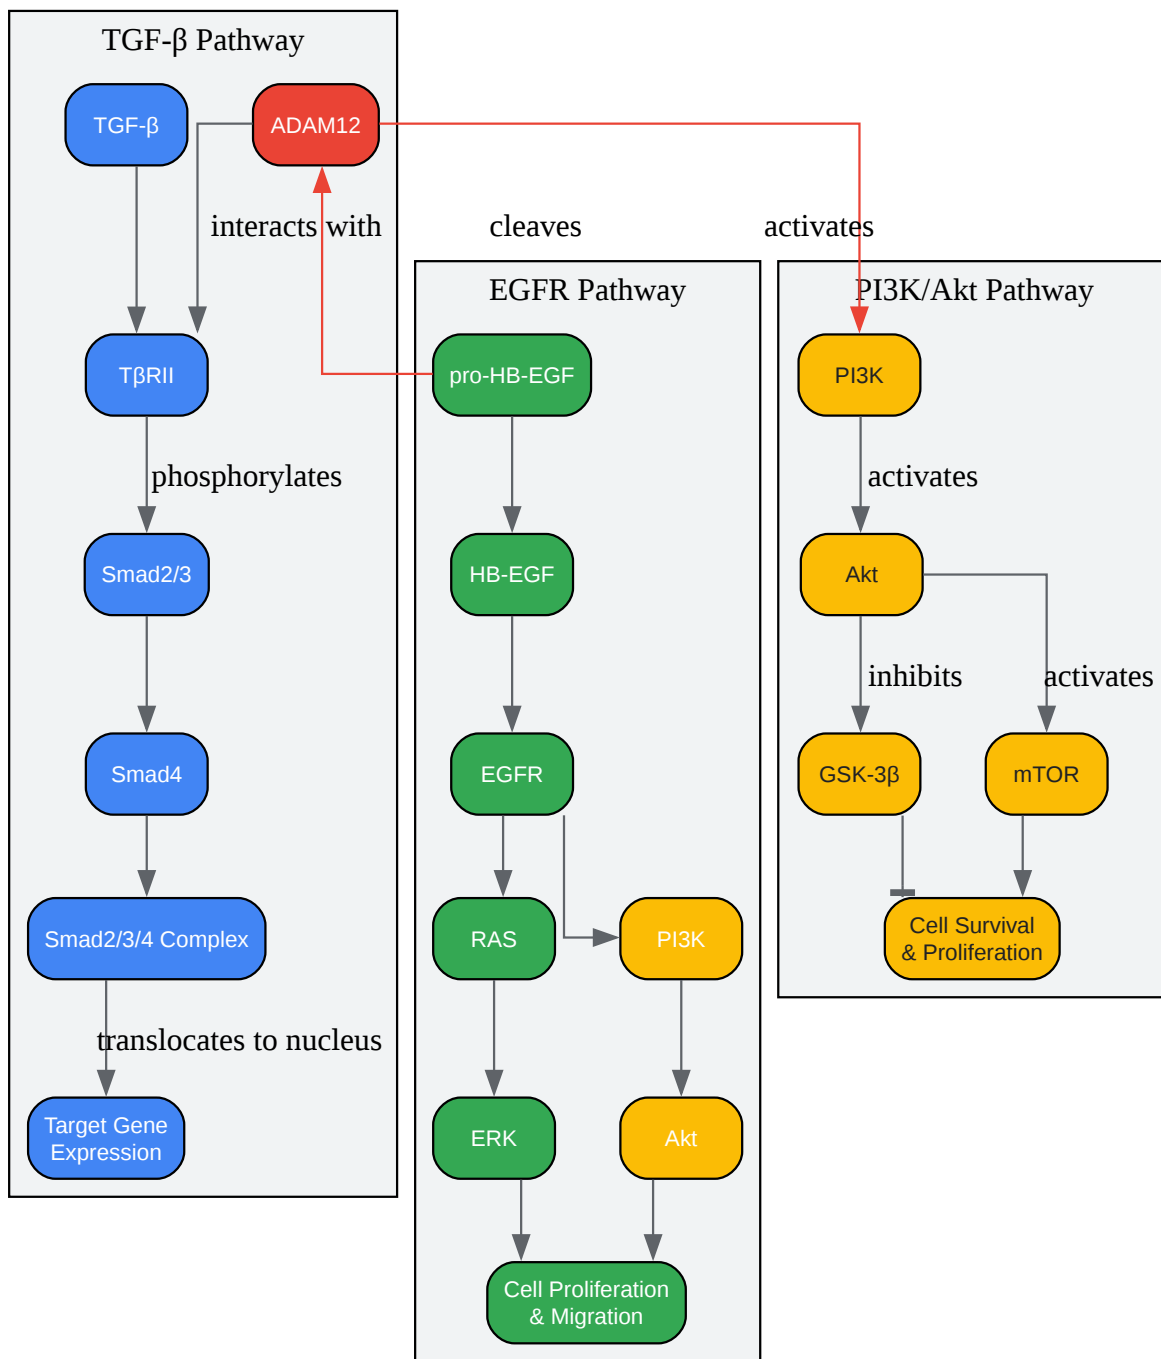 TGF-β Pathway
TGF-β
ADAM12
interacts with
cleaves
activates
EGFR Pathway
PI3K/Akt Pathway
TβRII
pro-HB-EGF
PI3K
phosphorylates
activates
Smad2/3
HB-EGF
Akt
inhibits
activates
Smad4
EGFR
GSK-3β
mTOR
Smad2/3/4 Complex
RAS
PI3K
Cell Survival
& Proliferation
translocates to nucleus
Target Gene
Expression
ERK
Akt
Cell Proliferation
& Migration